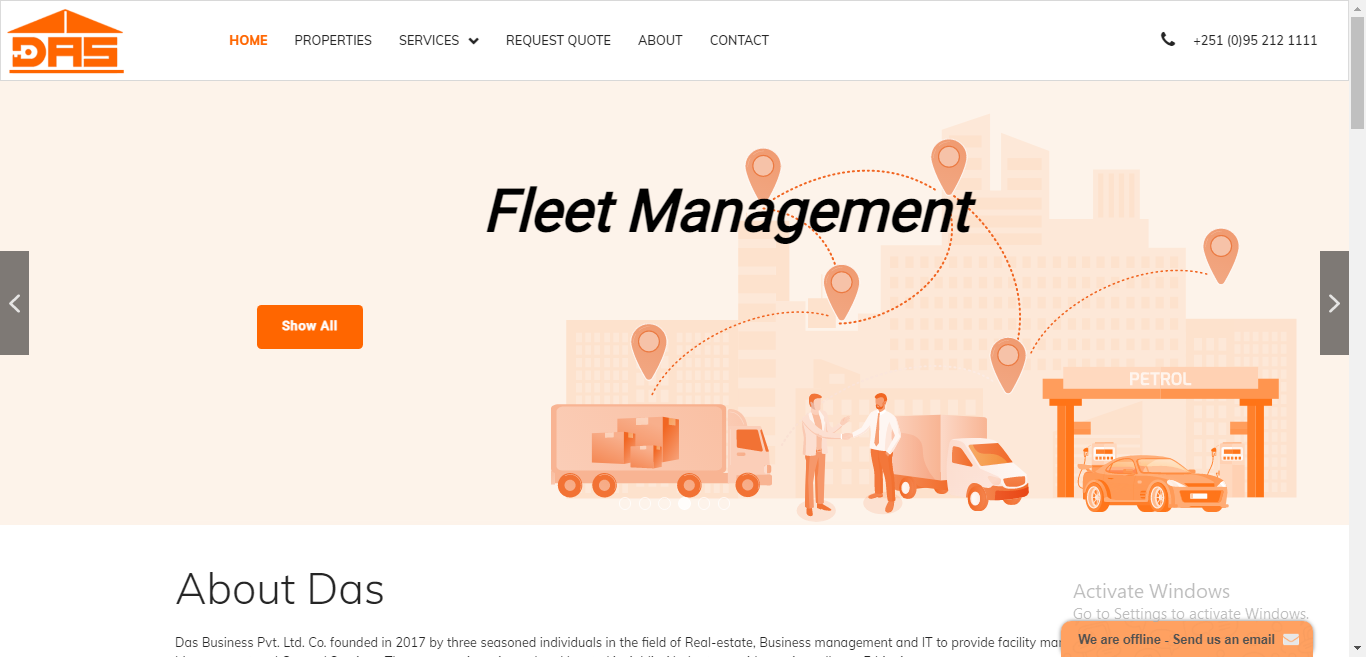 DAS
HOME PROPERTIES SERVICES REQUEST QUOTE ABOUT CONTACT +251 (0)95 212 1111
Fleet Management
Show All
PETROL
About Das
Activate Windows
Go to Settings to activate Windows.
Das Business Pvt. Ltd. Co. founded in 2017 by three seasoned individuals in the field of Real-estate, Business management and IT to provide facility
We are offline - Send us an email